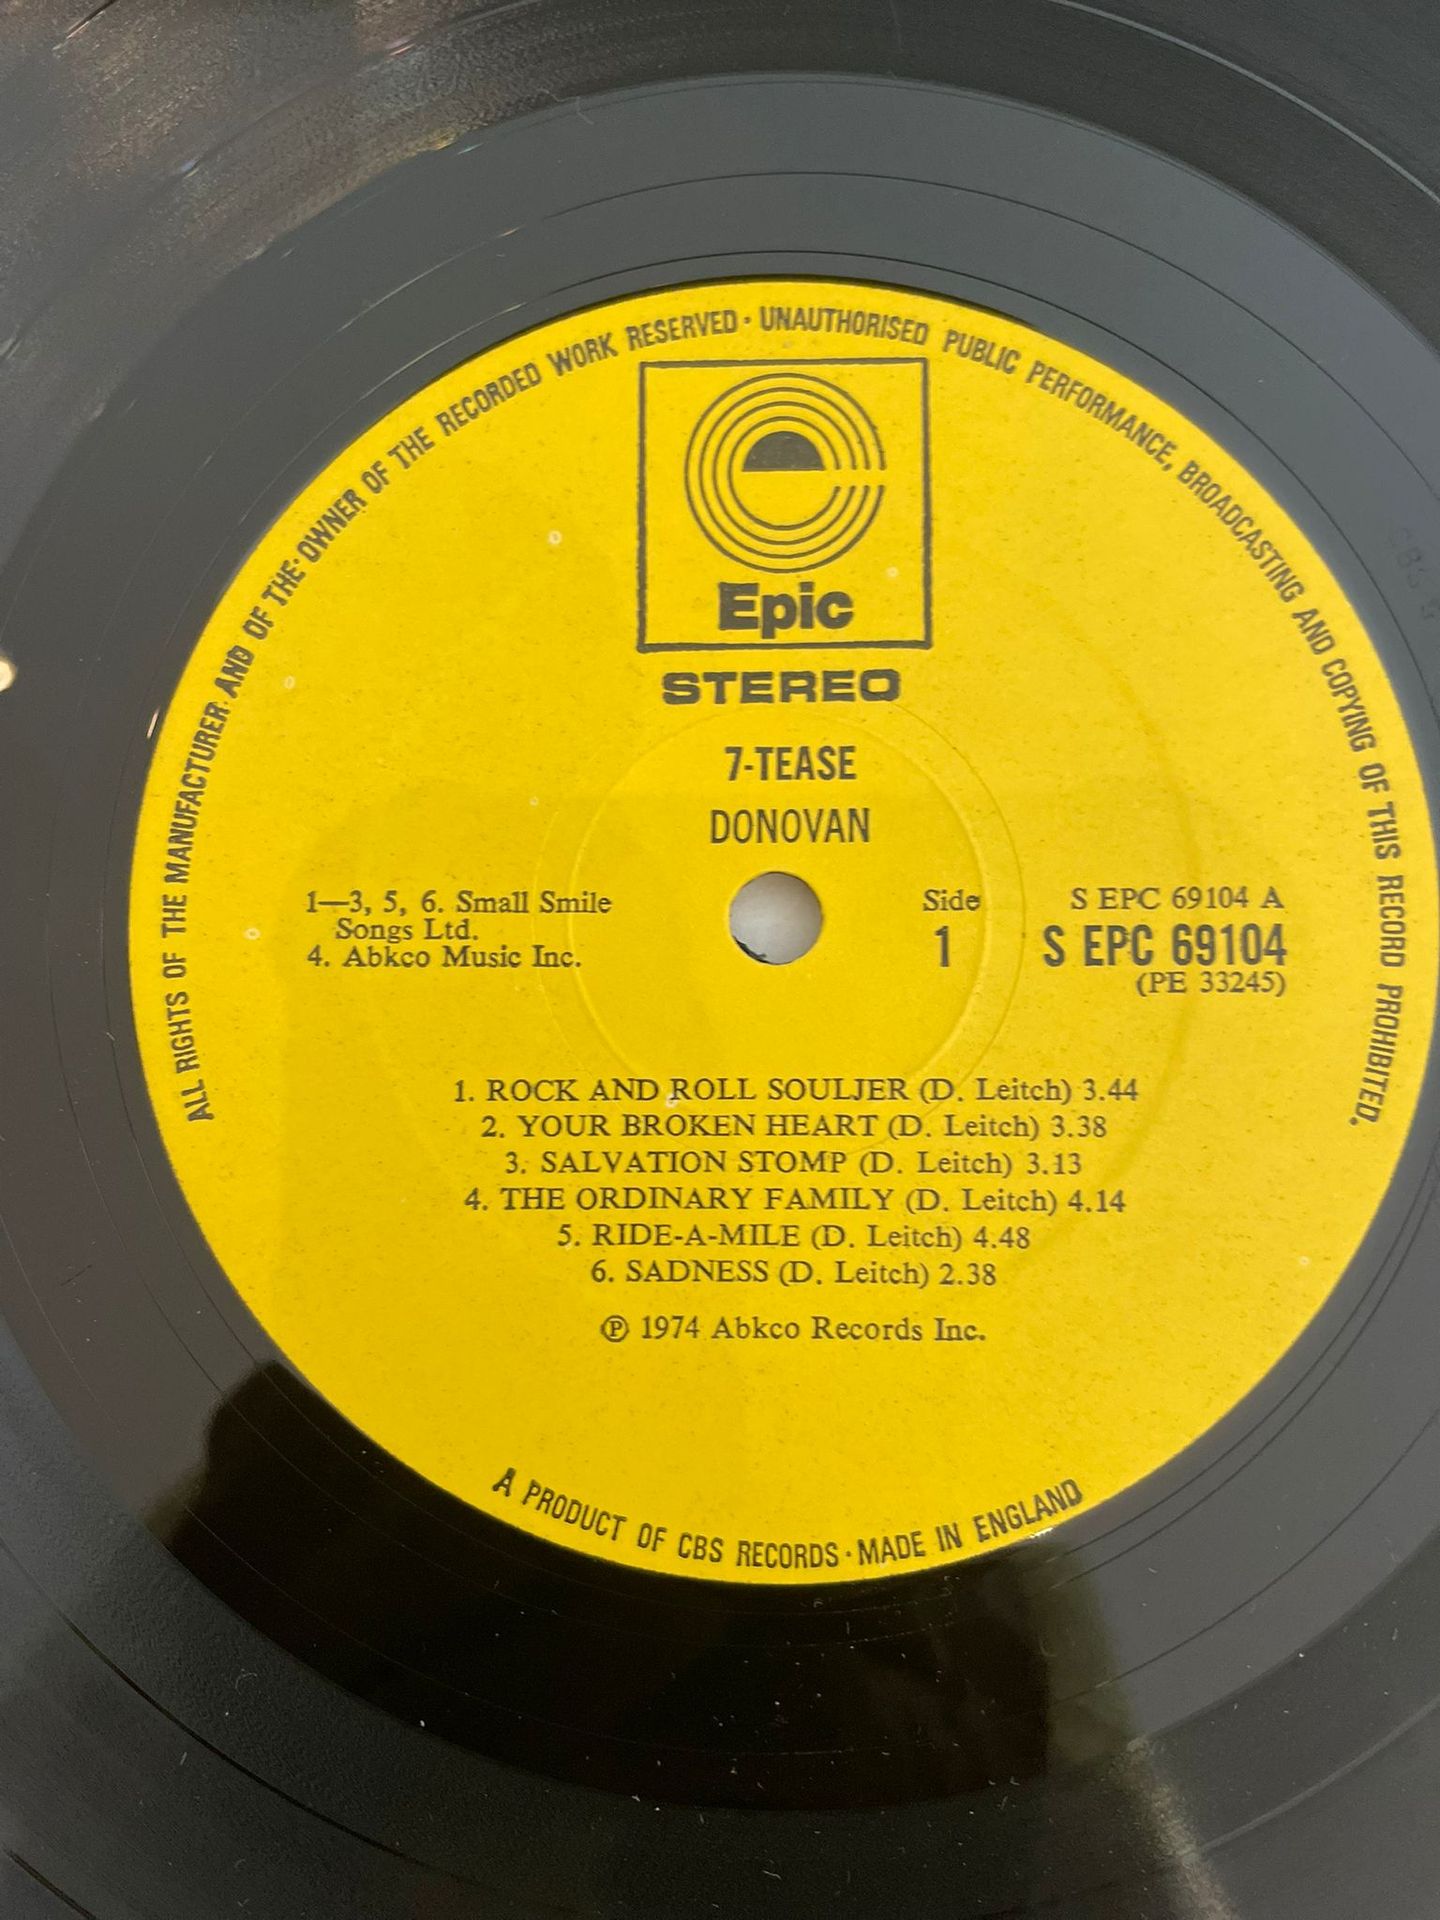 ALL RIGHTS OF THE MANUFACTURER AND OF THE OWNER OF THE RECORDED WORK RESERVED · UNAUTHORISED PUBLIC PERFORMANCE, BROADCASTING AND COPYING OF THIS RECORD PROHIBITED.
Epic
STEREO
7-TEASE
DONOVAN
1—3, 5, 6. Small Smile
Songs Ltd.
4. Abkco Music Inc.
Side
1
S EPC 69104 A
S EPC 69104
(PE 33245)
1. ROCK AND ROLL SOULJER (D. Leitch) 3.44
2. YOUR BROKEN HEART (D. Leitch) 3.38
3. SALVATION STOMP (D. Leitch) 3.13
4. THE ORDINARY FAMILY (D. Leitch) 4.14
5. RIDE-A-MILE (D. Leitch) 4.48
6. SADNESS (D. Leitch) 2.38
℗ 1974 Abkco Records Inc.
A PRODUCT OF CBS RECORDS · MADE IN ENGLAND